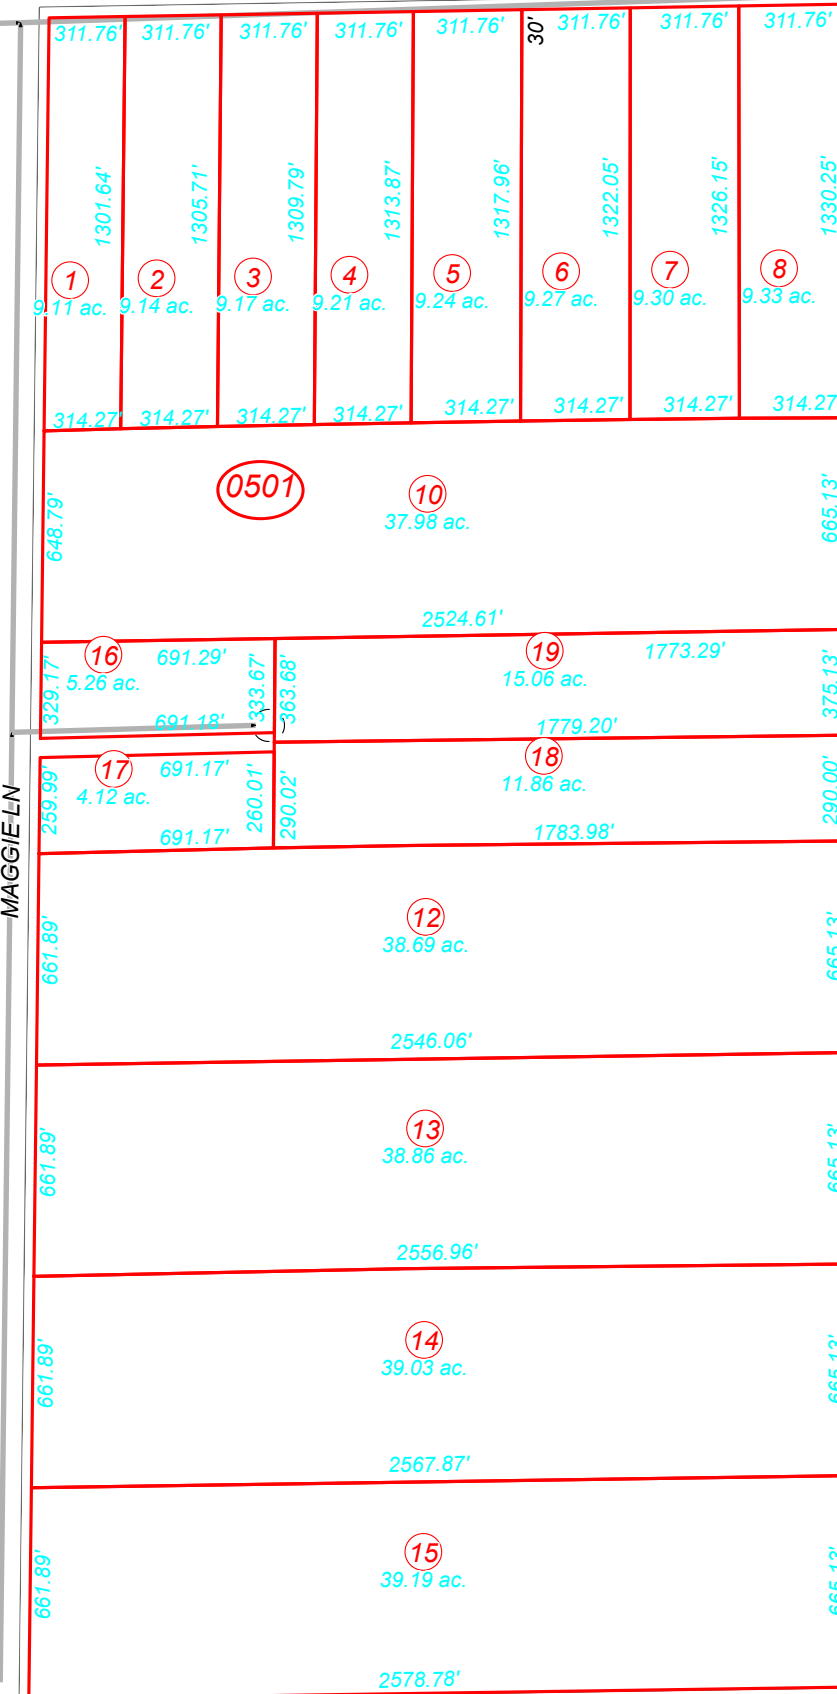 311.76' 311.76' 311.76' 311.76' 311.76' 30' 311.76' 311.76' 311.76'
1301.64' 1305.71' 1309.79' 1313.87' 1317.96' 1322.05' 1326.15' 1330.25'
1 2 3 4 5 6 7 8
9.11 ac. 9.14 ac. 9.17 ac. 9.21 ac. 9.24 ac. 9.27 ac. 9.30 ac. 9.33 ac.
314.27' 314.27' 314.27' 314.27' 314.27' 314.27' 314.27' 314.27
0501
10
37.98 ac.
648.79'
665.13'
2524.61'
16
5.26 ac.
691.29'
329.17'
333.67'
363.68'
691.18'
19
15.06 ac.
1773.29'
375.13'
1779.20'
17
4.12 ac.
691.17'
259.99'
260.01'
290.02'
691.17'
18
11.86 ac.
290.00'
1783.98'
MAGGIE LN
12
38.69 ac.
661.89'
665.13'
2546.06'
13
38.86 ac.
661.89'
665.13'
2556.96'
14
39.03 ac.
661.89'
665.13'
2567.87'
15
39.19 ac.
661.89'
665.13'
2578.78'